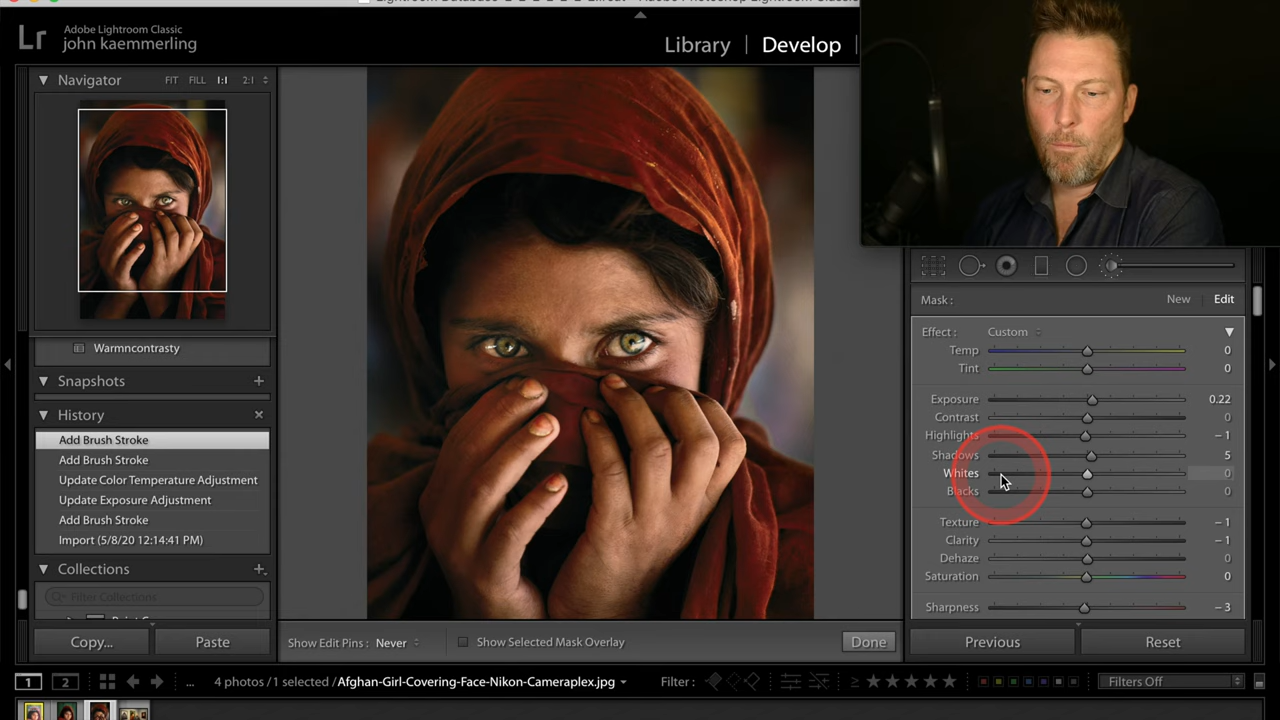 Lr
Adobe Lightroom Classic
john kaemmerling
Library | Develop |
Navigator FIT FILL 1:1 2:1
Warmncontrasty
Snapshots +
History ×
Add Brush Stroke
Add Brush Stroke
Update Color Temperature Adjustment
Update Exposure Adjustment
Add Brush Stroke
Import (5/8/20 12:14:41 PM)
Collections +
Filter Collections
Copy... Paste
Show Edit Pins : Never Show Selected Mask Overlay Done
Mask : New Edit
Effect : Custom
Temp 0
Tint 0
Exposure 0.22
Contrast 0
Highlights – 1
Shadows 5
Whites 0
Blacks 0
Texture – 1
Clarity – 1
Dehaze 0
Saturation 0
Sharpness – 3
Previous Reset
1 2 ... 4 photos / 1 selected / Afghan-Girl-Covering-Face-Nikon-Cameraplex.jpg Filter : ≥ ★★★★★ Filters Off